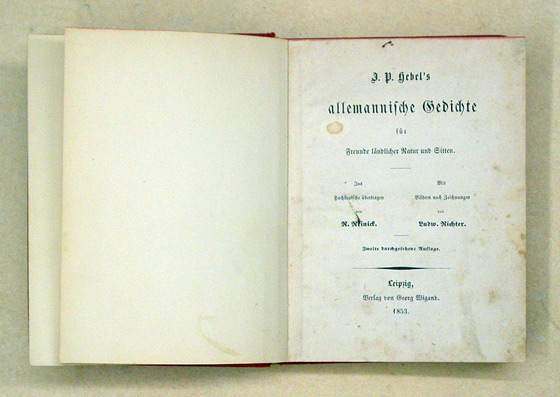 J. P. Hebel's
allemannische Gedichte
für
Freunde ländlicher Natur und Sitten.
Ins
Hochdeutsche übertragen
von
R. Reinick.
Mit
Bildern nach Zeichnungen
von
Ludw. Richter.
Zweite durchgesehene Auflage.
Leipzig,
Verlag von Georg Wigand.
1853.